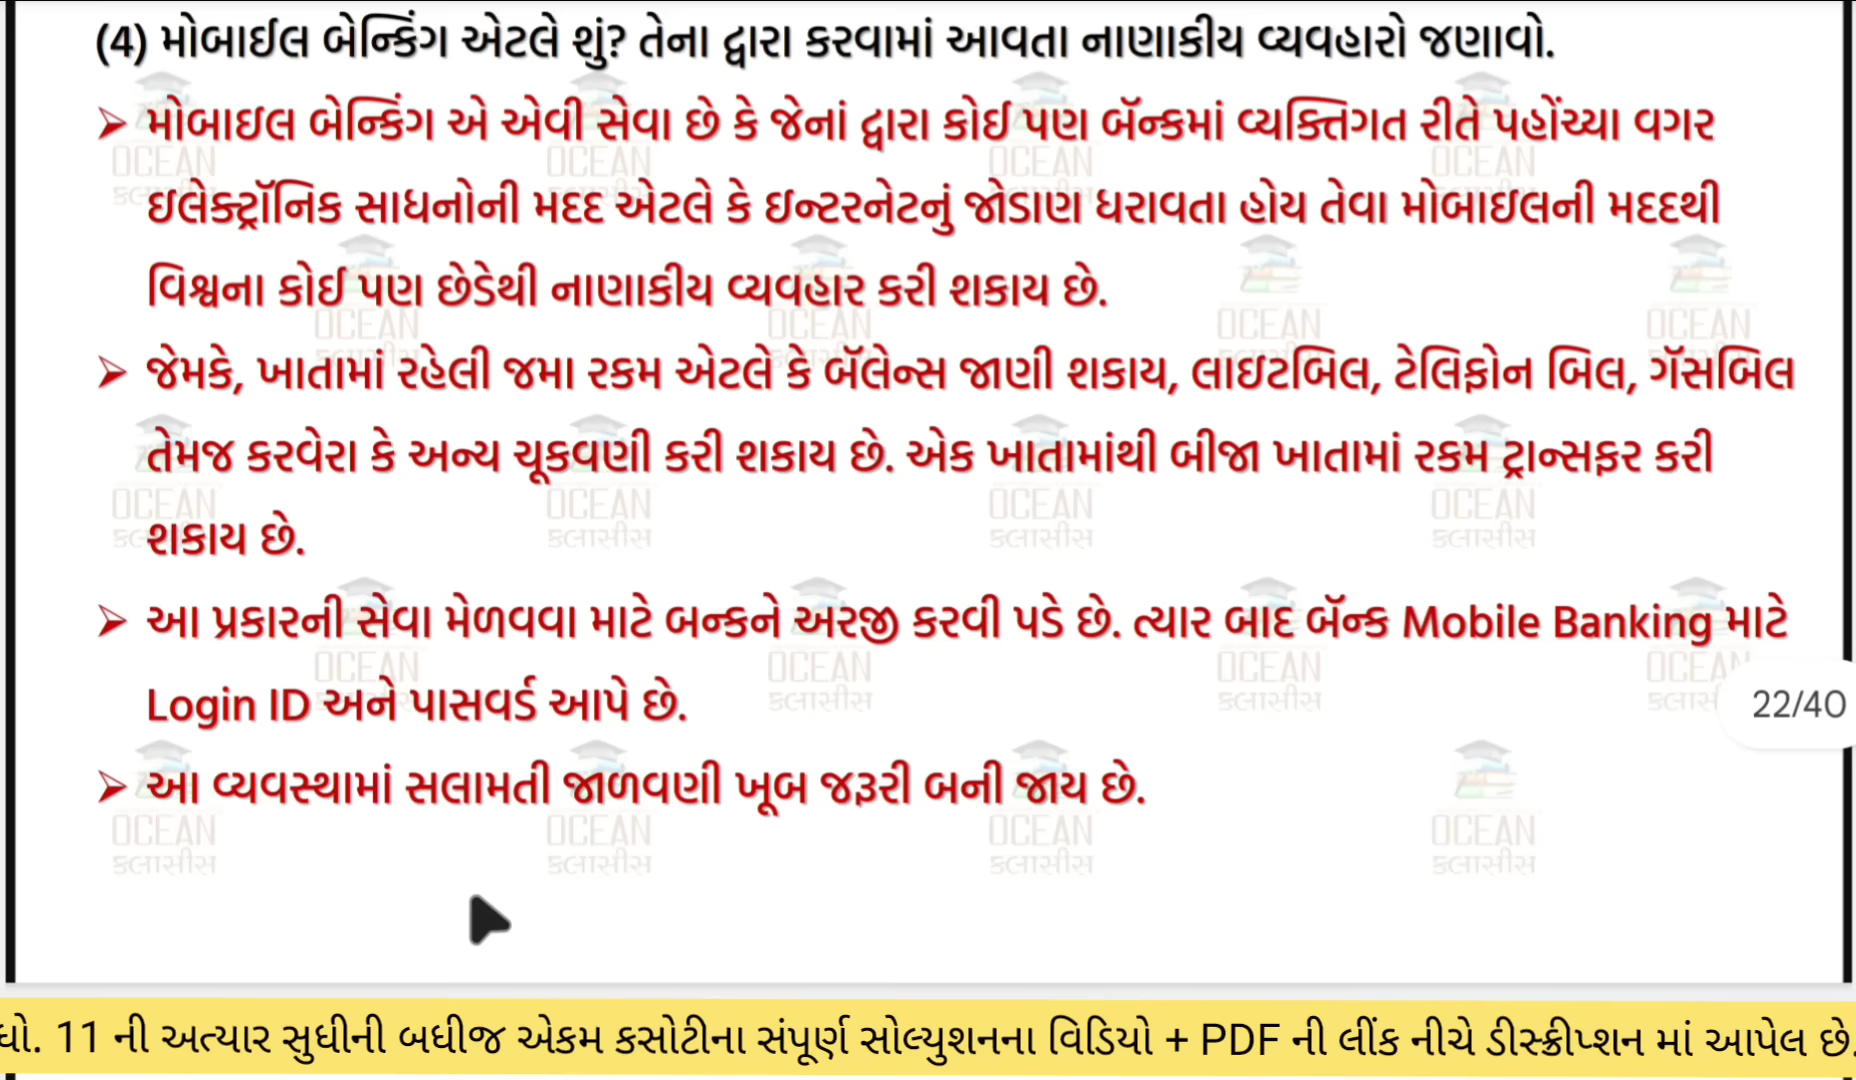 (4) મોબાઈલ બેન્કિંગ એટલે શું? તેના દ્વારા કરવામાં આવતા નાણાકીય વ્યવહારો જણાવો.
➢ મોબાઇલ બેન્કિંગ એ એવી સેવા છે કે જેનાં દ્વારા કોઈ પણ બૅન્કમાં વ્યક્તિગત રીતે પહોંચ્યા વગર
ઇલેક્ટ્રૉનિક સાધનોની મદદ એટલે કે ઇન્ટરનેટનું જોડાણ ધરાવતા હોય તેવા મોબાઇલની મદદથી
વિશ્વના કોઈ પણ છેડેથી નાણાકીય વ્યવહાર કરી શકાય છે.
➢ જેમકે, ખાતામાં રહેલી જમા રકમ એટલે કે બૅલેન્સ જાણી શકાય, લાઇટબિલ, ટેલિફોન બિલ, ગૅસબિલ
તેમજ કરવેરા કે અન્ય ચૂકવણી કરી શકાય છે. એક ખાતામાંથી બીજા ખાતામાં રકમ ટ્રાન્સફર કરી
શકાય છે.
➢ આ પ્રકારની સેવા મેળવવા માટે બન્કને અરજી કરવી પડે છે. ત્યાર બાદ બૅન્ક Mobile Banking માટે
Login ID અને પાસવર્ડ આપે છે.
22/40
➢ આ વ્યવસ્થામાં સલામતી જાળવણી ખૂબ જરૂરી બની જાય છે.
OCEAN
ક્લાસીસ
ધો. 11 ની અત્યાર સુધીની બધીજ એકમ કસોટીના સંપૂર્ણ સોલ્યુશનના વિડિયો + PDF ની લીંક નીચે ડીસ્ક્રીપ્શન માં આપેલ છે.